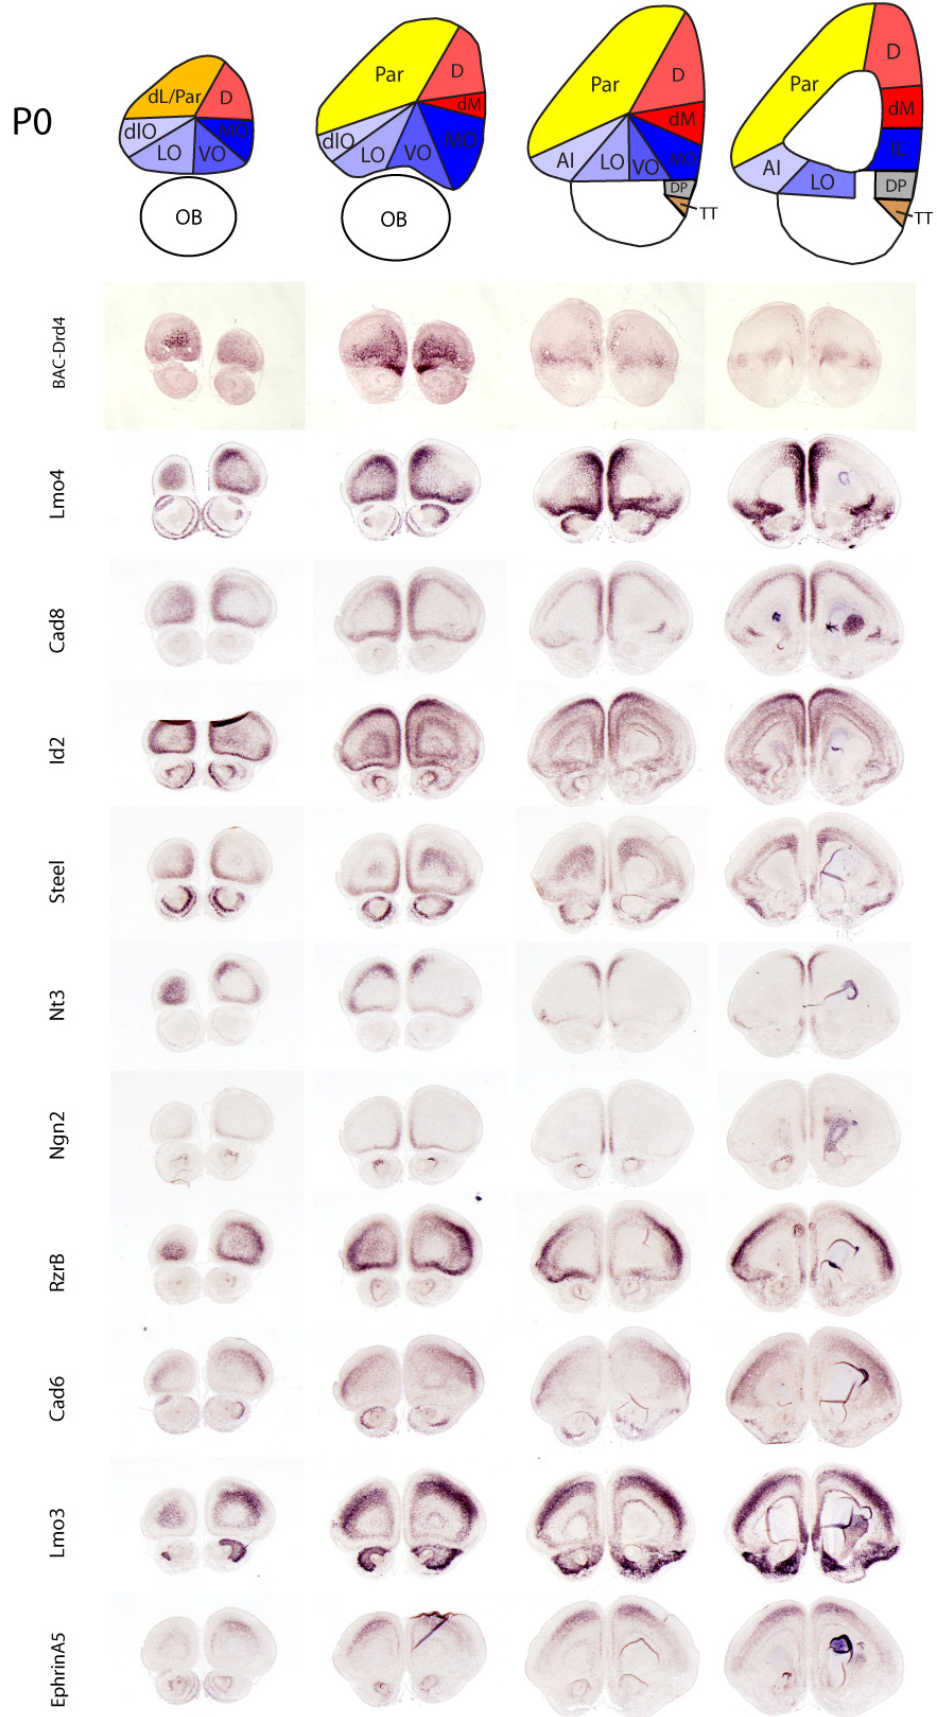 P0
dL/Par D
dIO MO
LO VO
OB
Par D
dM
dIO MO
LO VO
OB
Par D
dM
AI LO VO MO
DP
TT
Par D
dM
IL
AI LO DP
TT
BAC-Drd4
Lmo4
Cad8
Id2
Steel
Nt3
Ngn2
RzrB
Cad6
Lmo3
EphrinA5